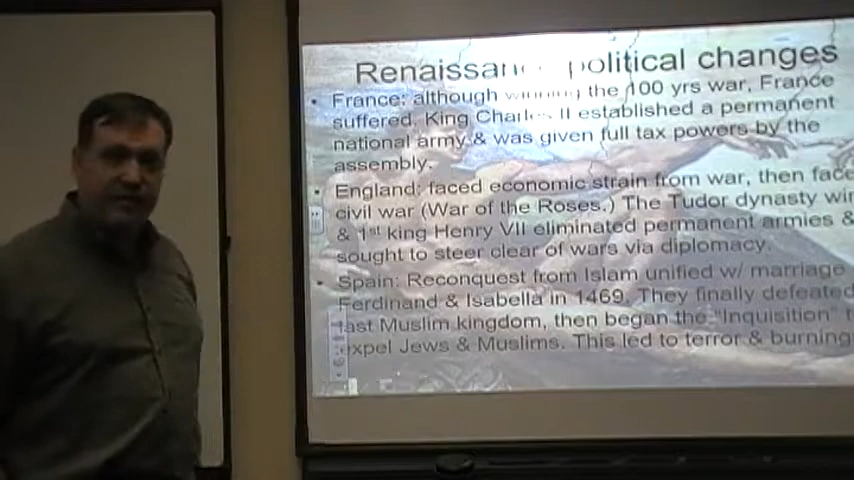 Renaissance political changes
• France: although winning the 100 yrs war, France
suffered. King Charles II established a permanent
national army & was given full tax powers by the
assembly.
• England: faced economic strain from war, then face
civil war (War of the Roses.) The Tudor dynasty wi
& 1st king Henry VII eliminated permanent armies &
sought to steer clear of wars via diplomacy.
• Spain: Reconquest from Islam unified w/ marriage
Ferdinand & Isabella in 1469. They finally defeated
last Muslim kingdom, then began the "Inquisition" t
expel Jews & Muslims. This led to terror & burning